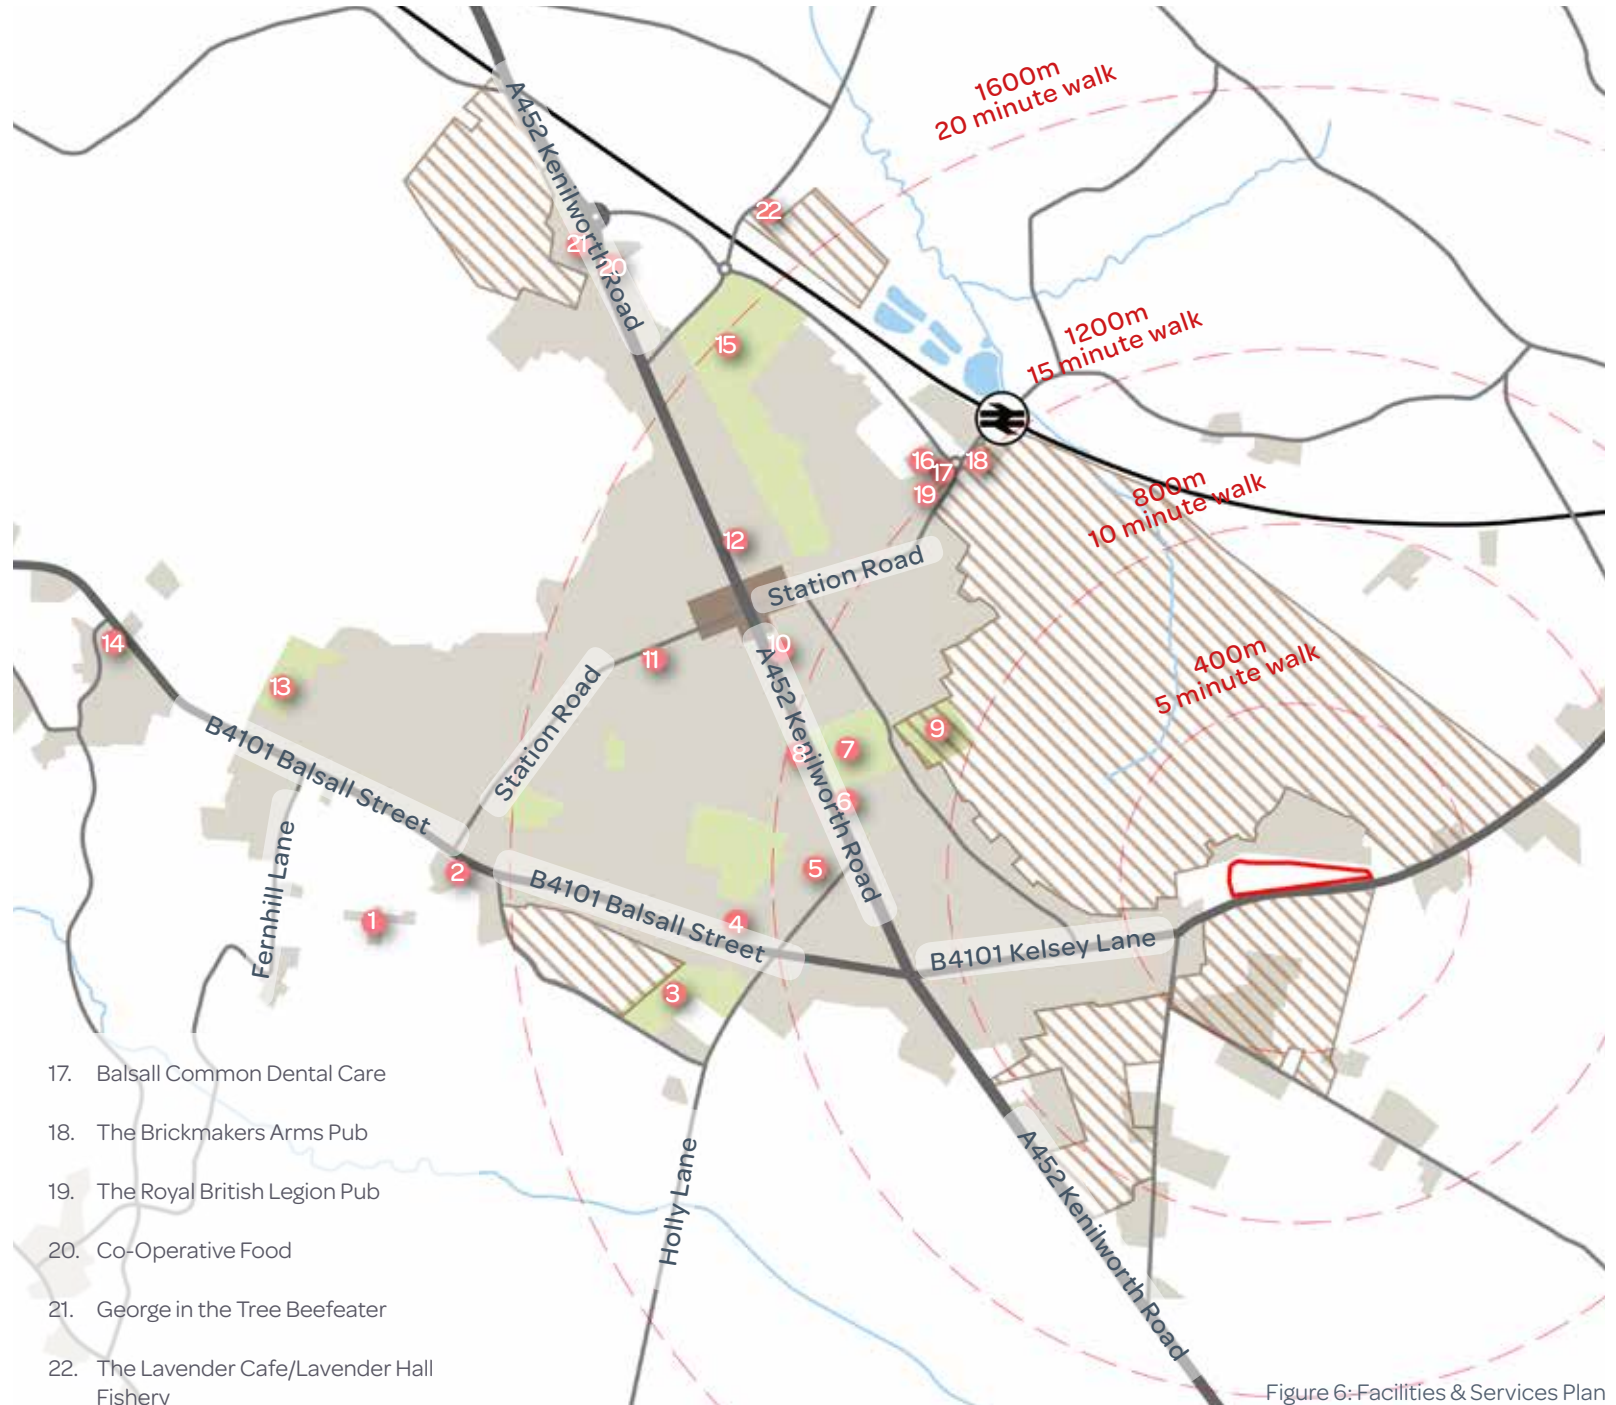 1600m
20 minute walk
A452 Kenilworth Road
22
21
20
1200m
15 minute walk
15
16
17
18
19
800m
10 minute walk
12
Station Road
14
10
11
400m
5 minute walk
13
Station Road
A452 Kenilworth Road
9
8
7
B4101 Balsall Street
6
Fernhill Lane
2
5
B4101 Balsall Street
1
4
B4101 Kelsey Lane
3
17. Balsall Common Dental Care
18. The Brickmakers Arms Pub
19. The Royal British Legion Pub
20. Co-Operative Food
21. George in the Tree Beefeater
22. The Lavender Cafe/Lavender Hall
Fishery
Holly Lane
A452 Kenilworth Road
Figure 6: Facilities & Services Plan